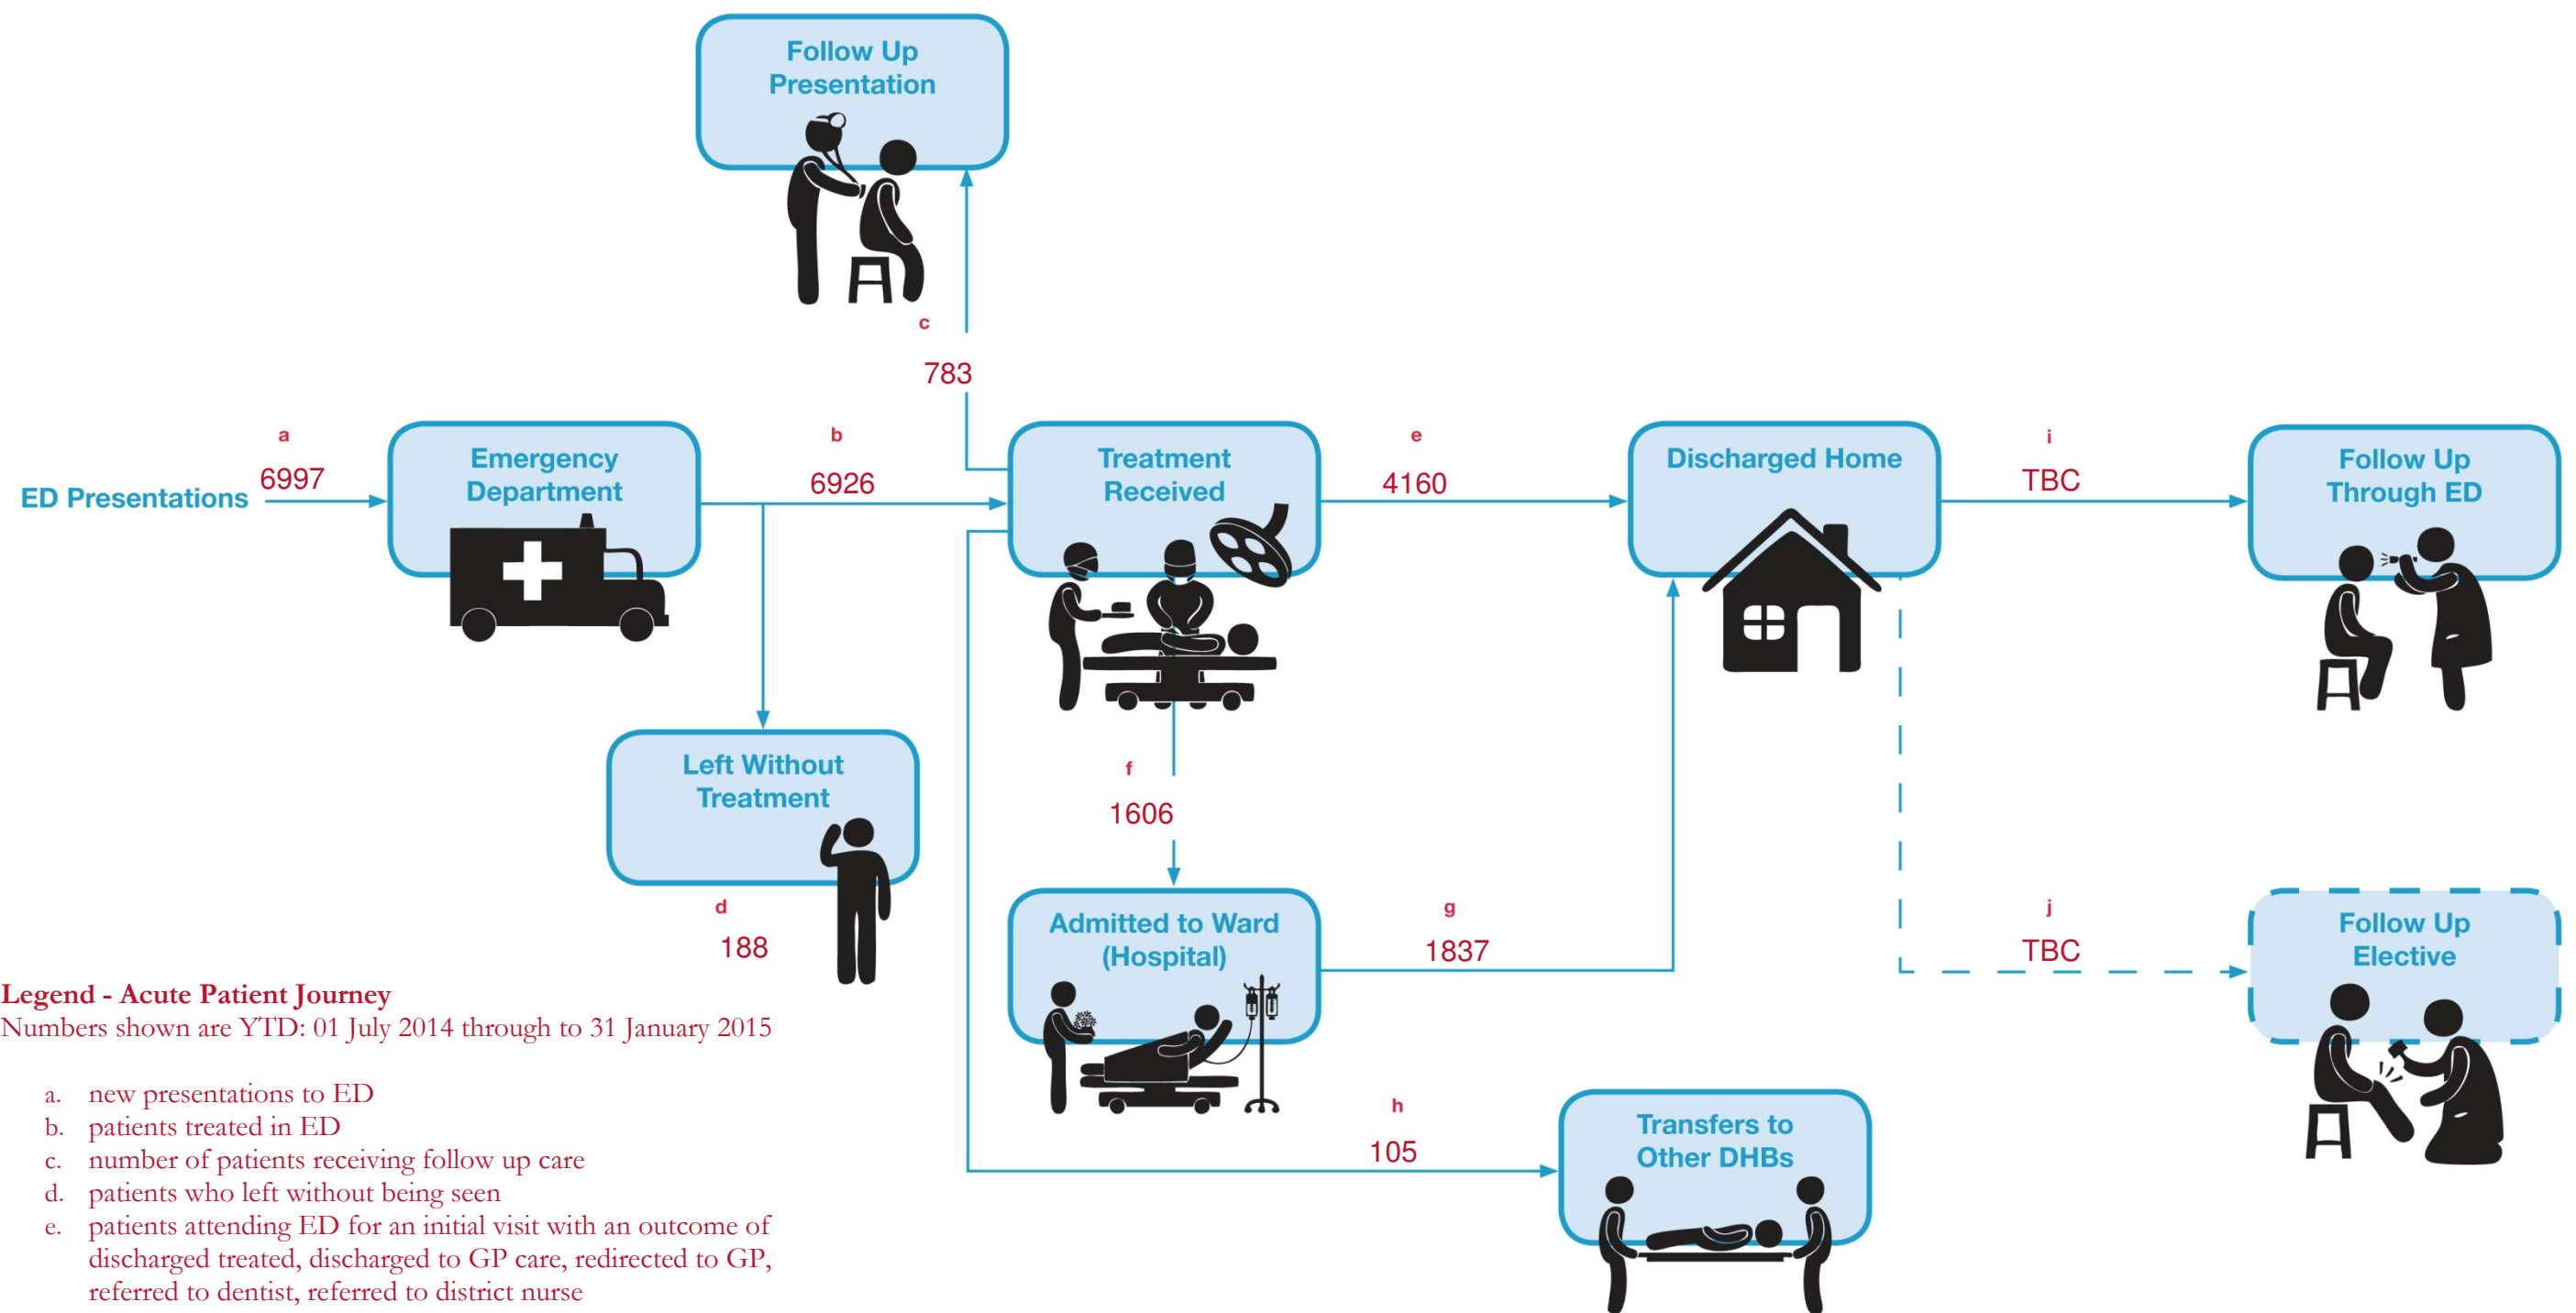 Follow Up
Presentation
c
783
a
6997
ED Presentations
Emergency
Department
b
6926
Treatment
Received
e
4160
Discharged Home
i
TBC
Follow Up
Through ED
Left Without
Treatment
d
188
f
1606
Admitted to Ward
(Hospital)
g
1837
j
TBC
Follow Up
Elective
h
105
Transfers to
Other DHBs
Legend - Acute Patient Journey
Numbers shown are YTD: 01 July 2014 through to 31 January 2015
a. new presentations to ED
b. patients treated in ED
c. number of patients receiving follow up care
d. patients who left without being seen
e. patients attending ED for an initial visit with an outcome of
discharged treated, discharged to GP care, redirected to GP,
referred to dentist, referred to district nurse